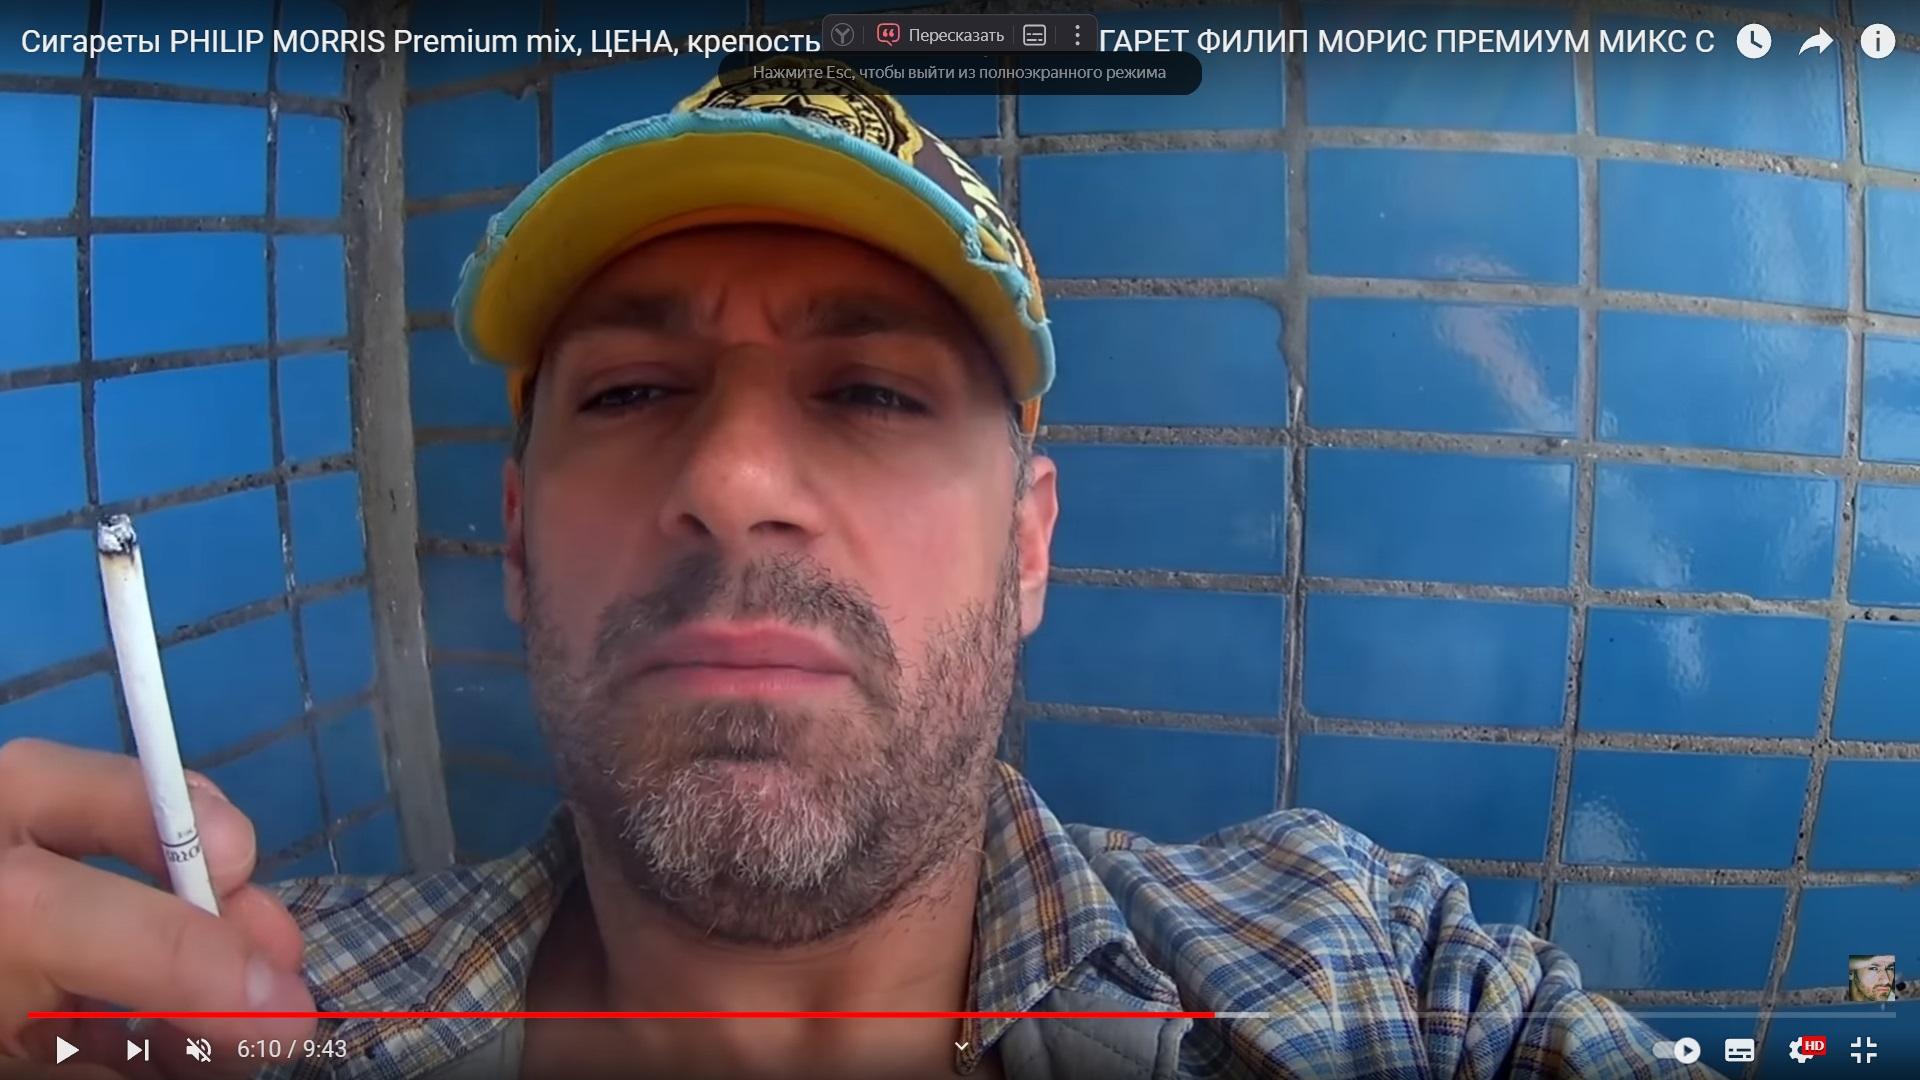 Сигареты PHILIP MORRIS Premium mix, ЦЕНА, крепость
Пересказать
ГАРЕТ ФИЛИП МОРИС ПРЕМИУМ МИКС С
Нажмите Esc, чтобы выйти из полноэкранного режима
6:10 / 9:43
HD